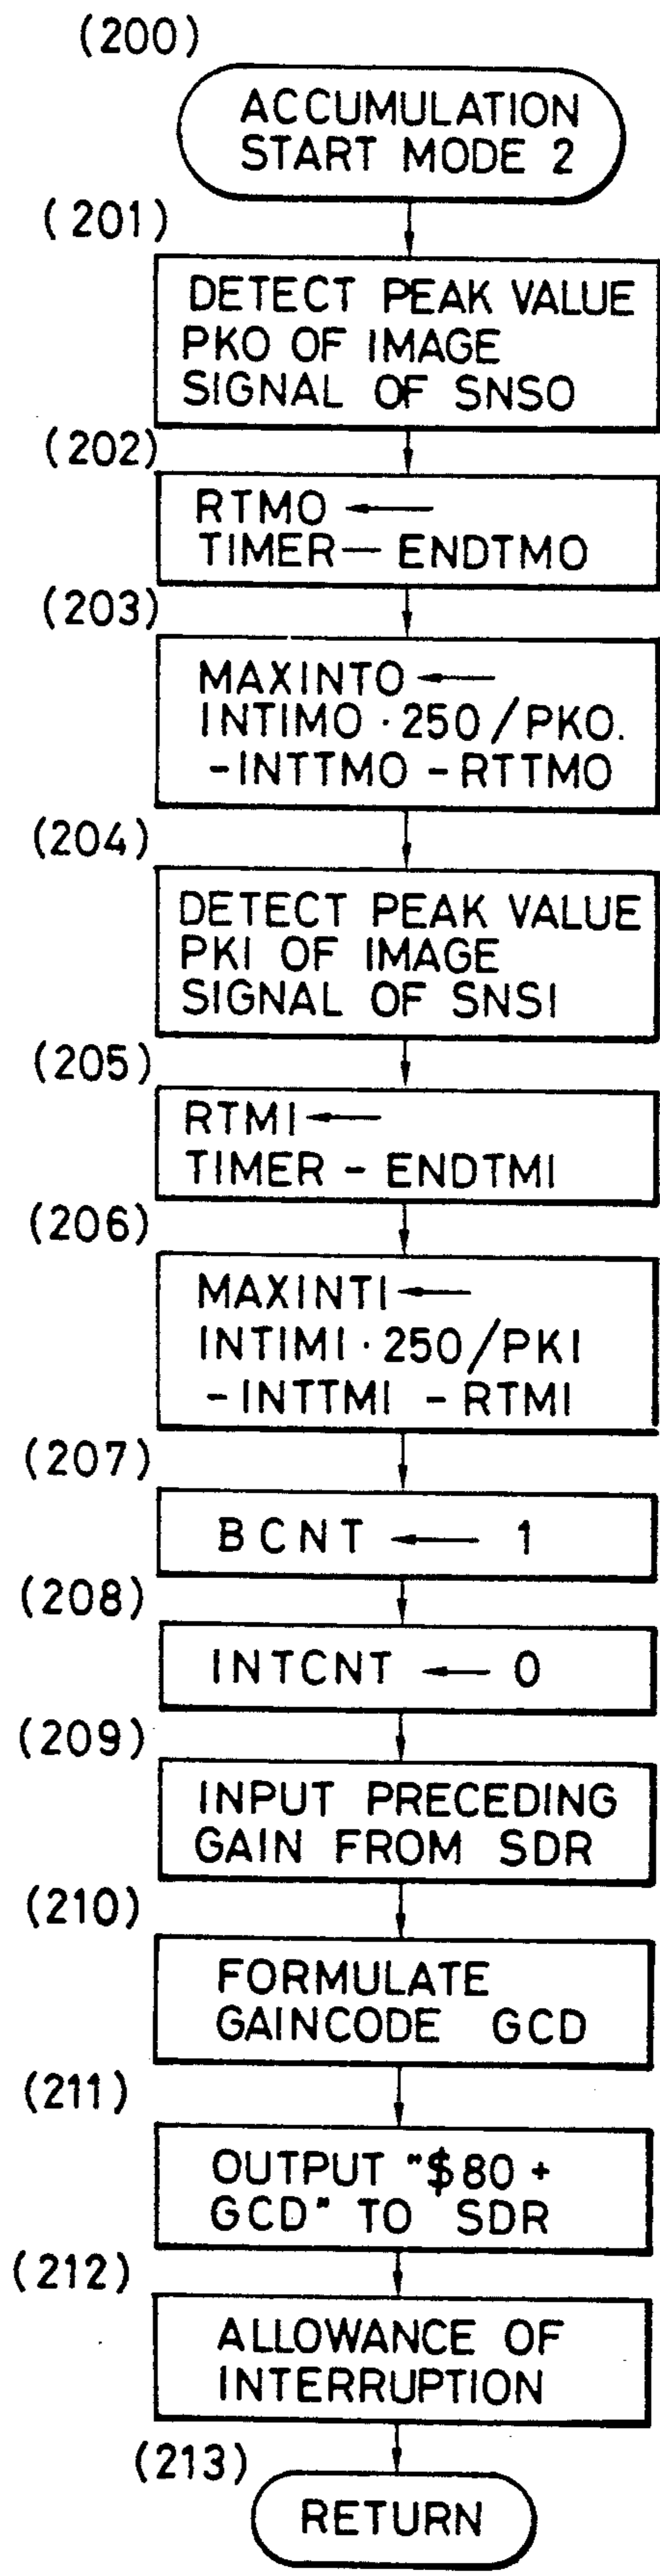 (200)
ACCUMULATION
START MODE 2
(201)
DETECT PEAK VALUE
PKO OF IMAGE
SIGNAL OF SNSO
(202)
RTMO ←
TIMER — ENDTMO
(203)
MAXINTO ←
INTIMO · 250 / PKO.
- INTTMO - RTTMO
(204)
DETECT PEAK VALUE
PKI OF IMAGE
SIGNAL OF SNSI
(205)
RTMI ←
TIMER - ENDTMI
(206)
MAXINTI ←
INTIMI · 250 / PKI
- INTTMI - RTMI
(207)
BCNT ← 1
(208)
INTCNT ← 0
(209)
INPUT PRECEDING
GAIN FROM SDR
(210)
FORMULATE
GAINCODE GCD
(211)
OUTPUT "$80 +
GCD" TO SDR
(212)
ALLOWANCE OF
INTERRUPTION
(213)
RETURN